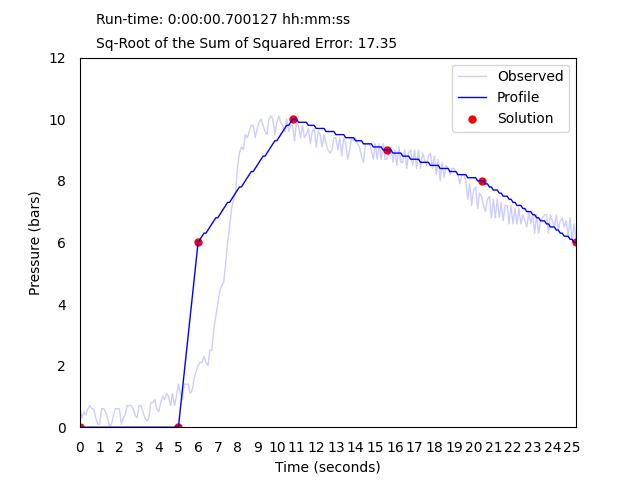 Run-time: 0:00:00.700127 hh:mm:ss
Sq-Root of the Sum of Squared Error: 17.35
12
10
8
6
4
2
0
Pressure (bars)
Observed
Profile
Solution
0 1 2 3 4 5 6 7 8 9 10 11 12 13 14 15 16 17 18 19 20 21 22 23 24 25
Time (seconds)